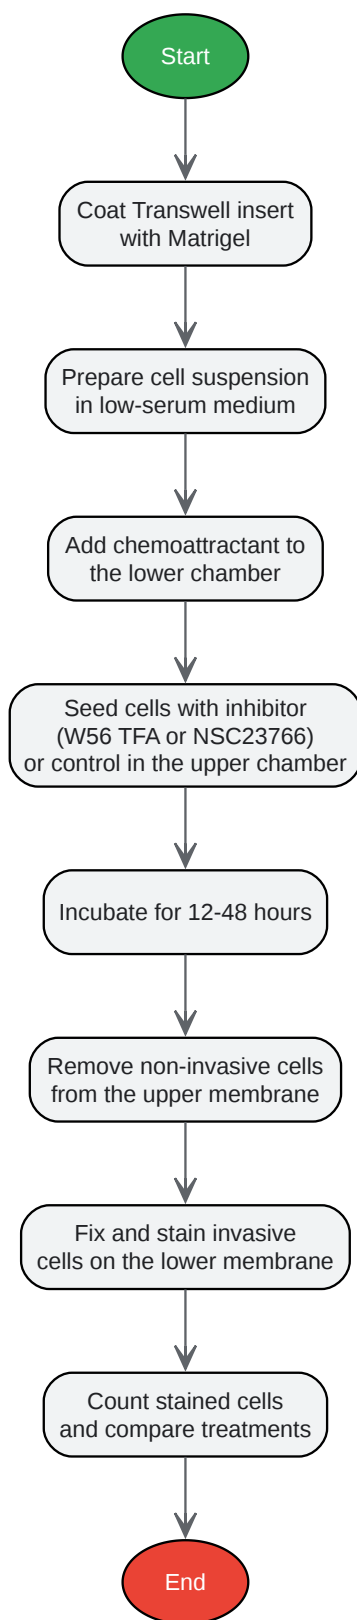 Start
Coat Transwell insert
with Matrigel
Prepare cell suspension
in low-serum medium
Add chemoattractant to
the lower chamber
Seed cells with inhibitor
(W56 TFA or NSC23766)
or control in the upper chamber
Incubate for 12-48 hours
Remove non-invasive cells
from the upper membrane
Fix and stain invasive
cells on the lower membrane
Count stained cells
and compare treatments
End